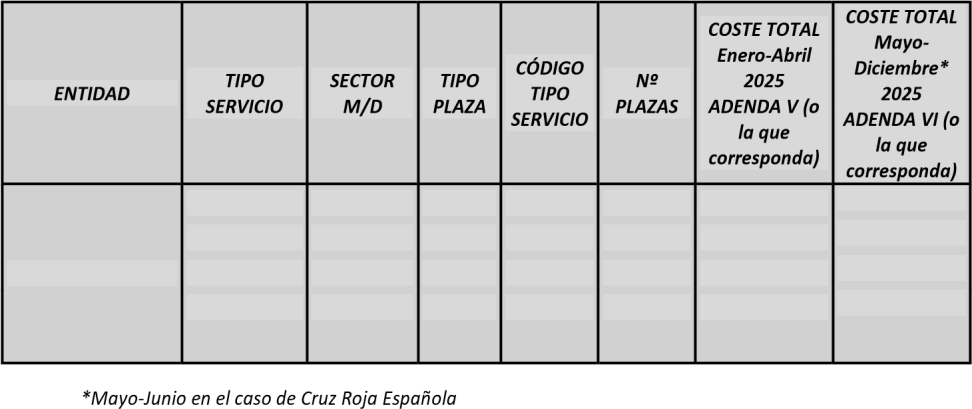 ENTIDAD
TIPO
SERVICIO
SECTOR
M/D
TIPO
PLAZA
CÓDIGO
TIPO
SERVICIO
Nº
PLAZAS
COSTE TOTAL
Enero-Abril
2025
ADENDA V (o
la que
corresponda)
COSTE TOTAL
Mayo-
Diciembre*
2025
ADENDA VI (o
la que
corresponda)
*Mayo-Junio en el caso de Cruz Roja Española